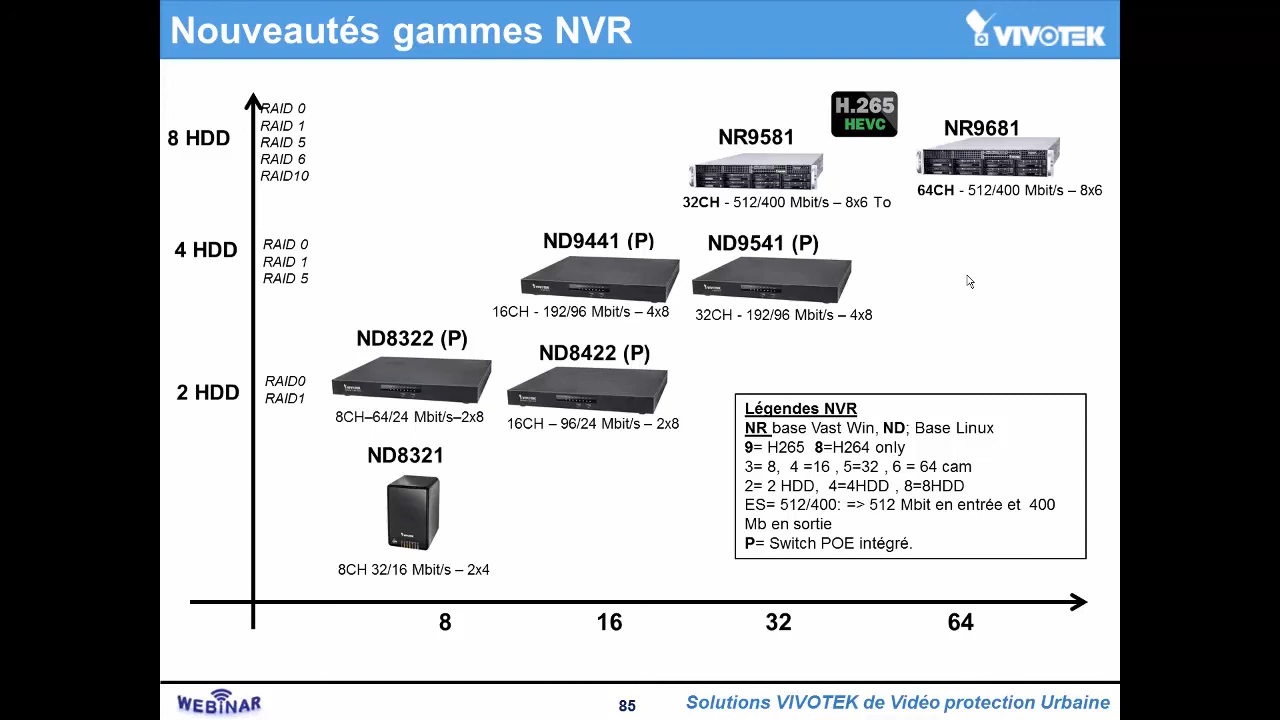 Nouveautés gammes NVR
VIVOTEK
8 HDD
RAID 0
RAID 1
RAID 5
RAID 6
RAID10
H.265
HEVC
NR9581
32CH - 512/400 Mbit/s – 8x6 To
NR9681
64CH - 512/400 Mbit/s – 8x6
4 HDD
RAID 0
RAID 1
RAID 5
ND9441 (P)
16CH - 192/96 Mbit/s – 4x8
ND9541 (P)
32CH - 192/96 Mbit/s – 4x8
2 HDD
RAID0
RAID1
ND8322 (P)
8CH–64/24 Mbit/s–2x8
ND8422 (P)
16CH – 96/24 Mbit/s – 2x8
ND8321
8CH 32/16 Mbit/s – 2x4
Légendes NVR
NR base Vast Win, ND; Base Linux
9= H265 8=H264 only
3= 8, 4 =16 , 5=32 , 6 = 64 cam
2= 2 HDD, 4=4HDD , 8=8HDD
ES= 512/400: => 512 Mbit en entrée et 400
Mb en sortie
P= Switch POE intégré.
8
16
32
64
WEBINAR
85
Solutions VIVOTEK de Vidéo protection Urbaine